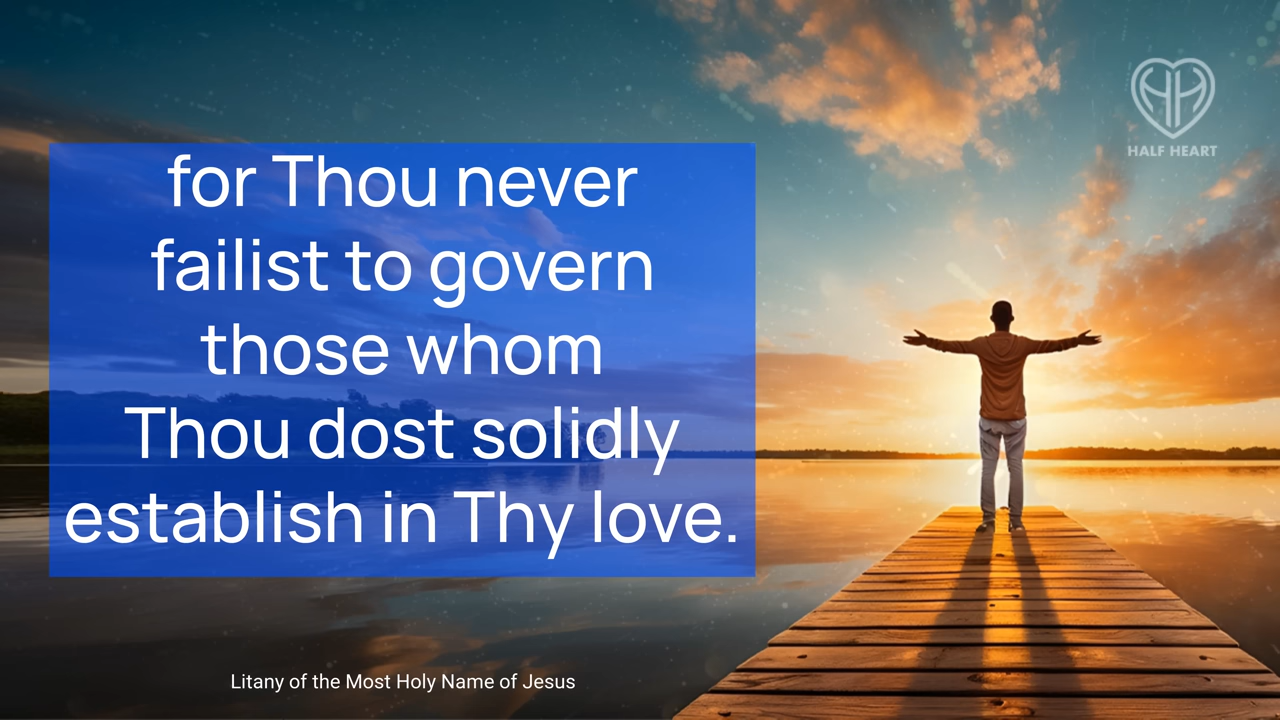 for Thou never
failist to govern
those whom
Thou dost solidly
establish in Thy love.
HALF HEART
Litany of the Most Holy Name of Jesus